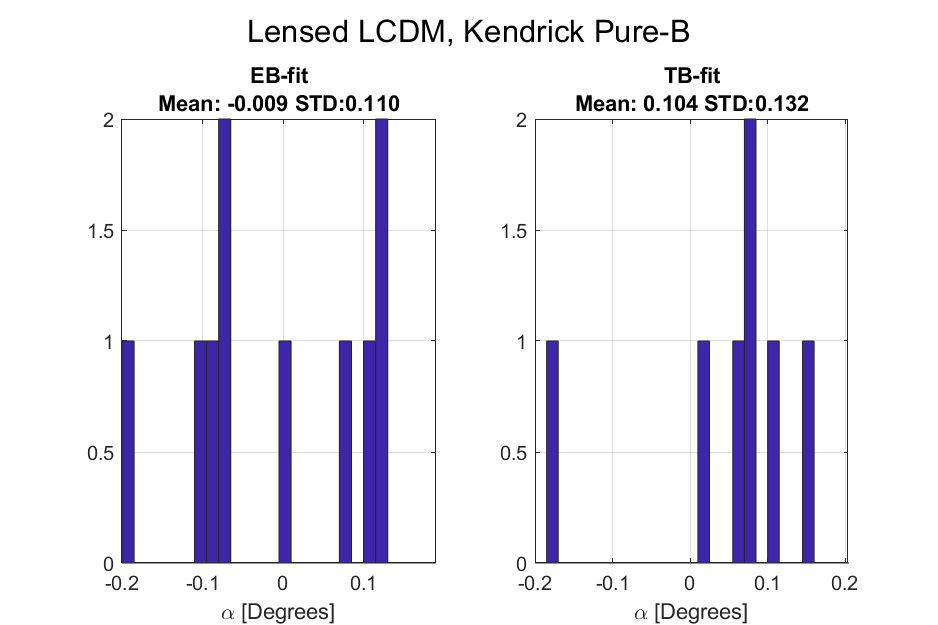 Lensed LCDM, Kendrick Pure-B
EB-fit
Mean: -0.009 STD:0.110
2
1.5
1
0.5
0
-0.2
-0.1
0
0.1
α [Degrees]
TB-fit
Mean: 0.104 STD:0.132
2
1.5
1
0.5
0
-0.2
-0.1
0
0.1
0.2
α [Degrees]